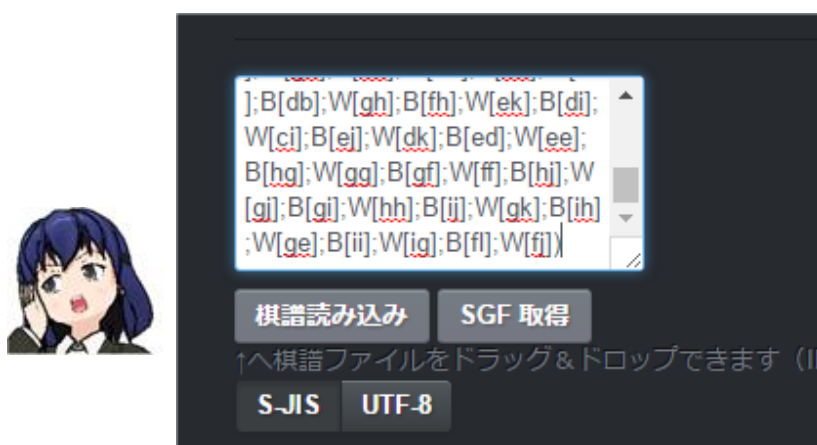 ];B[db];W[gh];B[fh];W[ek];B[di];
W[ci];B[ej];W[dk];B[ed];W[ee];
B[hg];W[gg];B[gf];W[ff];B[hj];W
[gj];B[gi];W[hh];B[ij];W[gk];B[ih]
;W[ge];B[ii];W[ig];B[fl];W[fj])
棋譜読み込み SGF 取得
↑へ棋譜ファイルをドラッグ&ドロップできます（I
S-JIS UTF-8